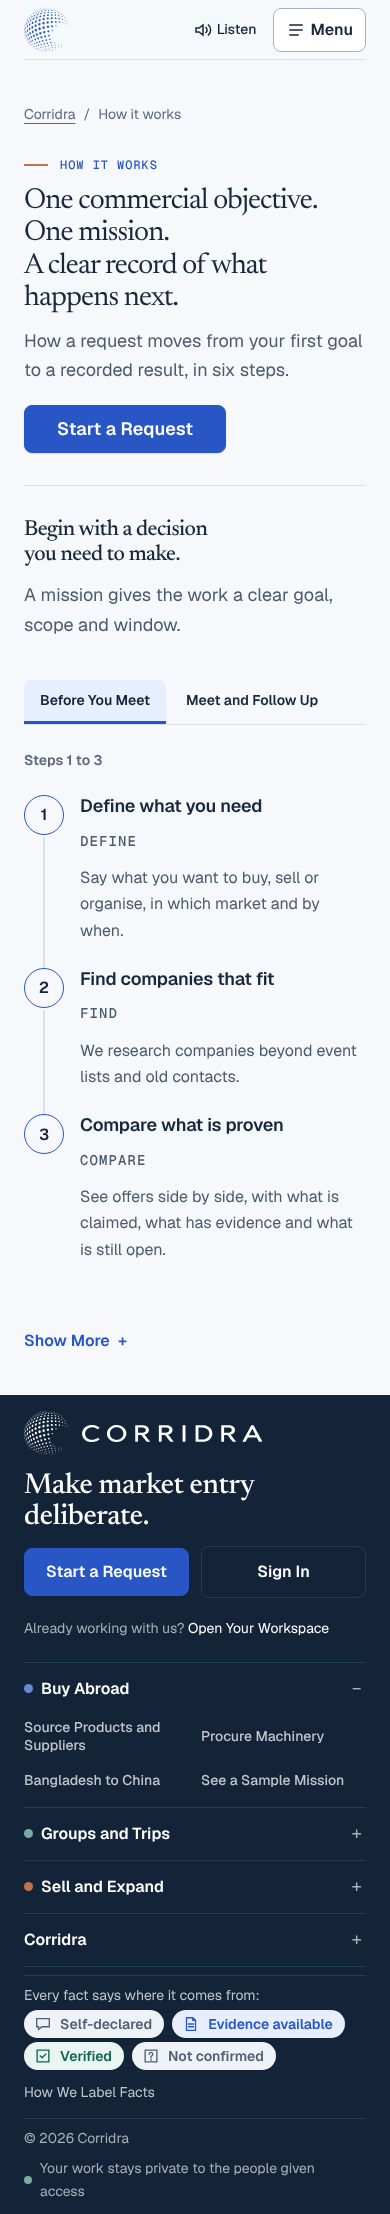 Listen
Menu
Corridra / How it works
HOW IT WORKS
One commercial objective.
One mission.
A clear record of what
happens next.
How a request moves from your first goal
to a recorded result, in six steps.
Start a Request
Begin with a decision
you need to make.
A mission gives the work a clear goal,
scope and window.
Before You Meet
Meet and Follow Up
Steps 1 to 3
1
Define what you need
DEFINE
Say what you want to buy, sell or
organise, in which market and by
when.
2
Find companies that fit
FIND
We research companies beyond event
lists and old contacts.
3
Compare what is proven
COMPARE
See offers side by side, with what is
claimed, what has evidence and what
is still open.
Show More +
CORRIDRA
Make market entry
deliberate.
Start a Request
Sign In
Already working with us? Open Your Workspace
Buy Abroad −
Source Products and
Suppliers
Procure Machinery
Bangladesh to China
See a Sample Mission
Groups and Trips +
Sell and Expand +
Corridra +
Every fact says where it comes from:
Self-declared
Evidence available
Verified
Not confirmed
How We Label Facts
© 2026 Corridra
Your work stays private to the people given
access